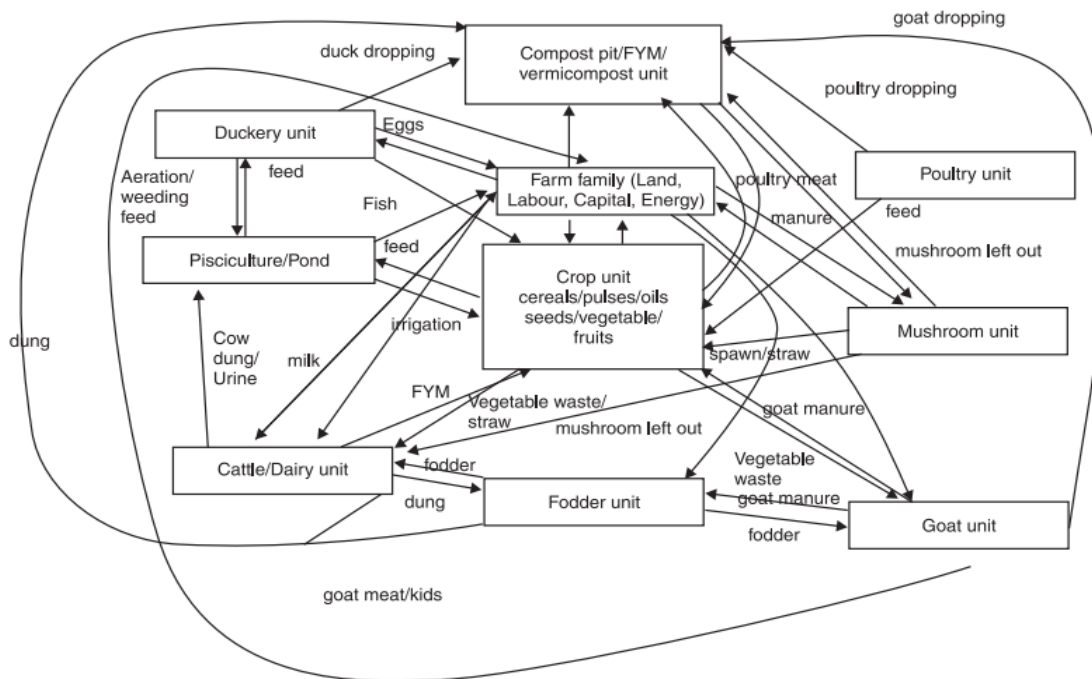 goat dropping
duck dropping
Compost pit/FYM/
vermicompost unit
poultry dropping
Duckery unit
Eggs
Poultry unit
Aeration/
weeding
feed
feed
Farm family (Land,
Labour, Capital, Energy)
poultry meat
manure
feed
Fish
feed
Pisciculture/Pond
Crop unit
cereals/pulses/oils
seeds/vegetable/
fruits
mushroom left out
Mushroom unit
irrigation
dung
Cow
dung/
Urine
milk
spawn/straw
FYM
Vegetable waste/
straw
mushroom left out
goat manure
Cattle/Dairy unit
fodder
dung
Fodder unit
Vegetable
waste
goat manure
fodder
Goat unit
goat meat/kids